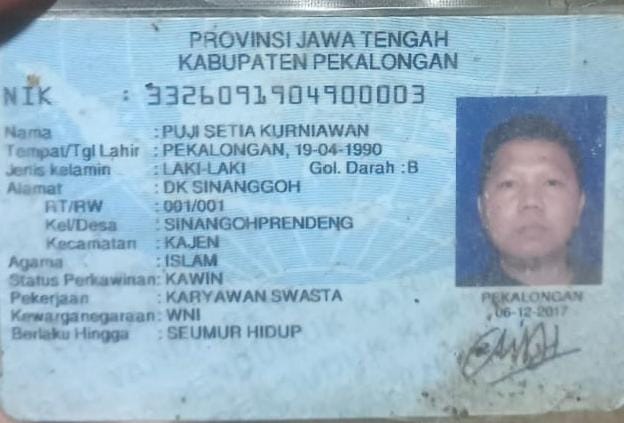 PROVINSI JAWA TENGAH
KABUPATEN PEKALONGAN
NIK : 3326091904900003
Nama : PUJI SETIA KURNIAWAN
Tempat/Tgl Lahir : PEKALONGAN, 19-04-1990
Jenis kelamin : LAKI-LAKI Gol. Darah : B
Alamat : DK SINANGGOH
RT/RW : 001/001
Kel/Desa : SINANGOHPRENDENG
Kecamatan : KAJEN
Agama : ISLAM
Status Perkawinan: KAWIN
Pekerjaan : KARYAWAN SWASTA
Kewarganegaraan: WNI
Berlaku Hingga : SEUMUR HIDUP
PEKALONGAN
06-12-2017